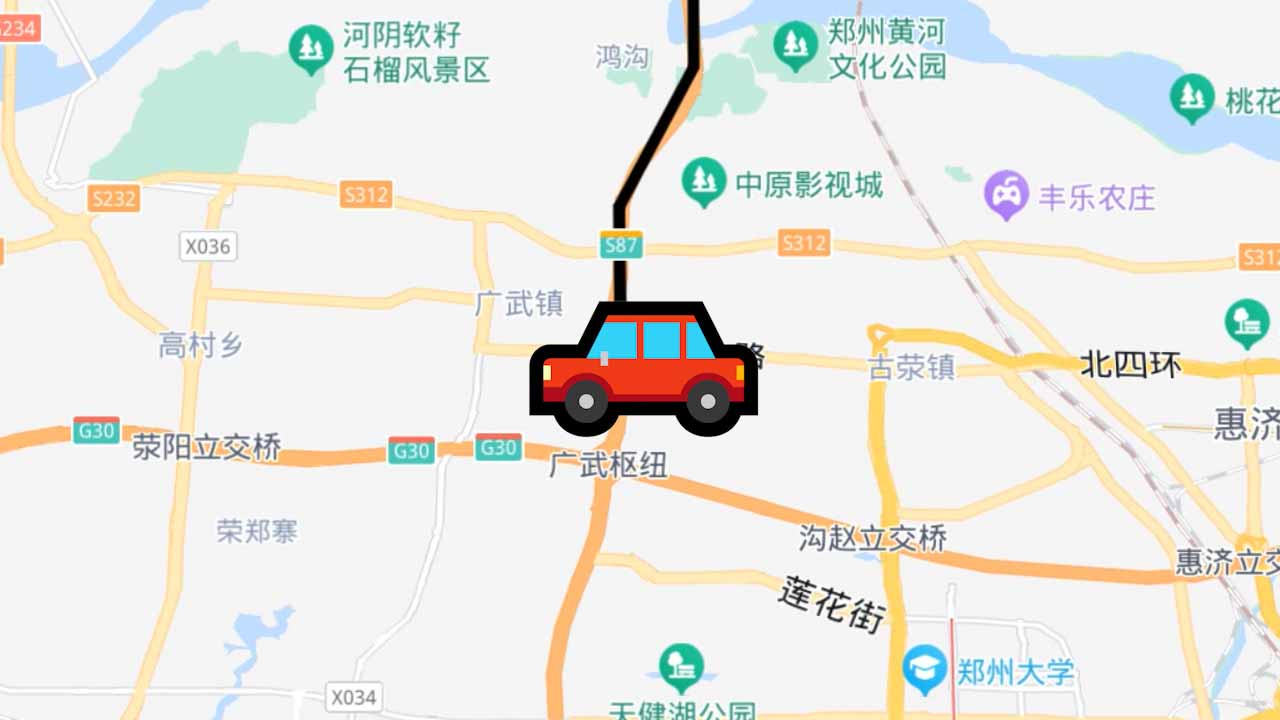 S234
河阴软籽
石榴风景区
鸿沟
郑州黄河
文化公园
桃花
S232
S312
中原影视城
丰乐农庄
X036
S87
S312
S312
广武镇
高村乡
路
古荥镇
北四环
惠济
G30
荥阳立交桥
G30
G30
广武枢纽
荣郑寨
沟赵立交桥
惠济立交
莲花街
郑州大学
X034
天健湖公园